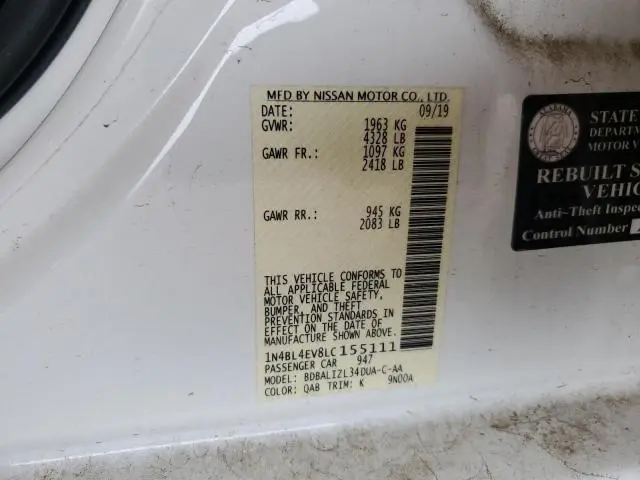 MFD BY NISSAN MOTOR CO., LTD.
DATE: 09/19
GVWR: 1963 KG
4328 LB
GAWR FR.: 1097 KG
2418 LB
GAWR RR.: 945 KG
2083 LB
THIS VEHICLE CONFORMS TO
ALL APPLICABLE FEDERAL
MOTOR VEHICLE SAFETY,
BUMPER, AND THEFT
PREVENTION STANDARDS IN
EFFECT ON THE DATE OF
MANUFACTURE SHOWN ABOVE.
1N4BL4EV8LC155111
PASSENGER CAR 947
MODEL: BDBALIZL34DUA-C-AA
COLOR: QAB TRIM: K 9N00A
ALABAMA
STATE
DEPART
MOTOR V
REBUILT S
VEHIC
Anti-Theft Inspec
Control Number